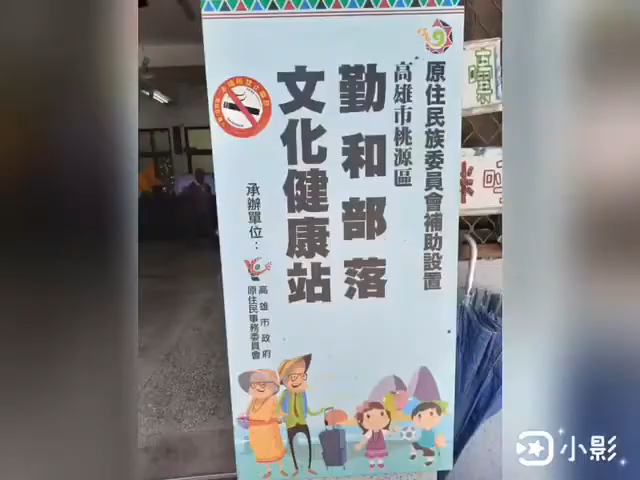 原住民族委員會補助設置
高雄市桃源區
勤和部落
文化健康站
承辦單位：
高雄市政府
原住民事務委員會
小影